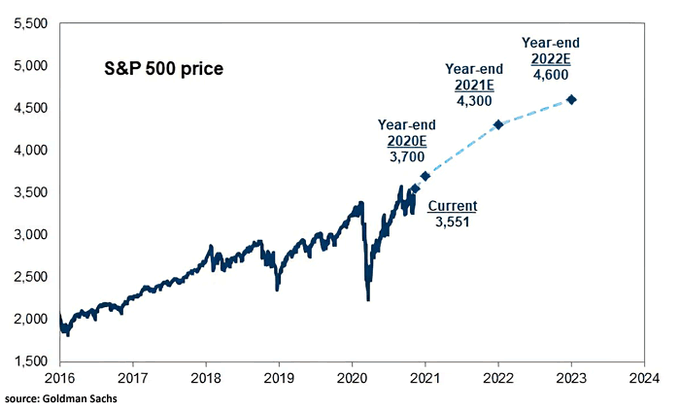 5,500
5,000
4,500
4,000
3,500
3,000
2,500
2,000
1,500
S&P 500 price
Year-end
2022E
4,600
Year-end
2021E
4,300
Year-end
2020E
3,700
Current
3,551
2016 2017 2018 2019 2020 2021 2022 2023 2024
source: Goldman Sachs